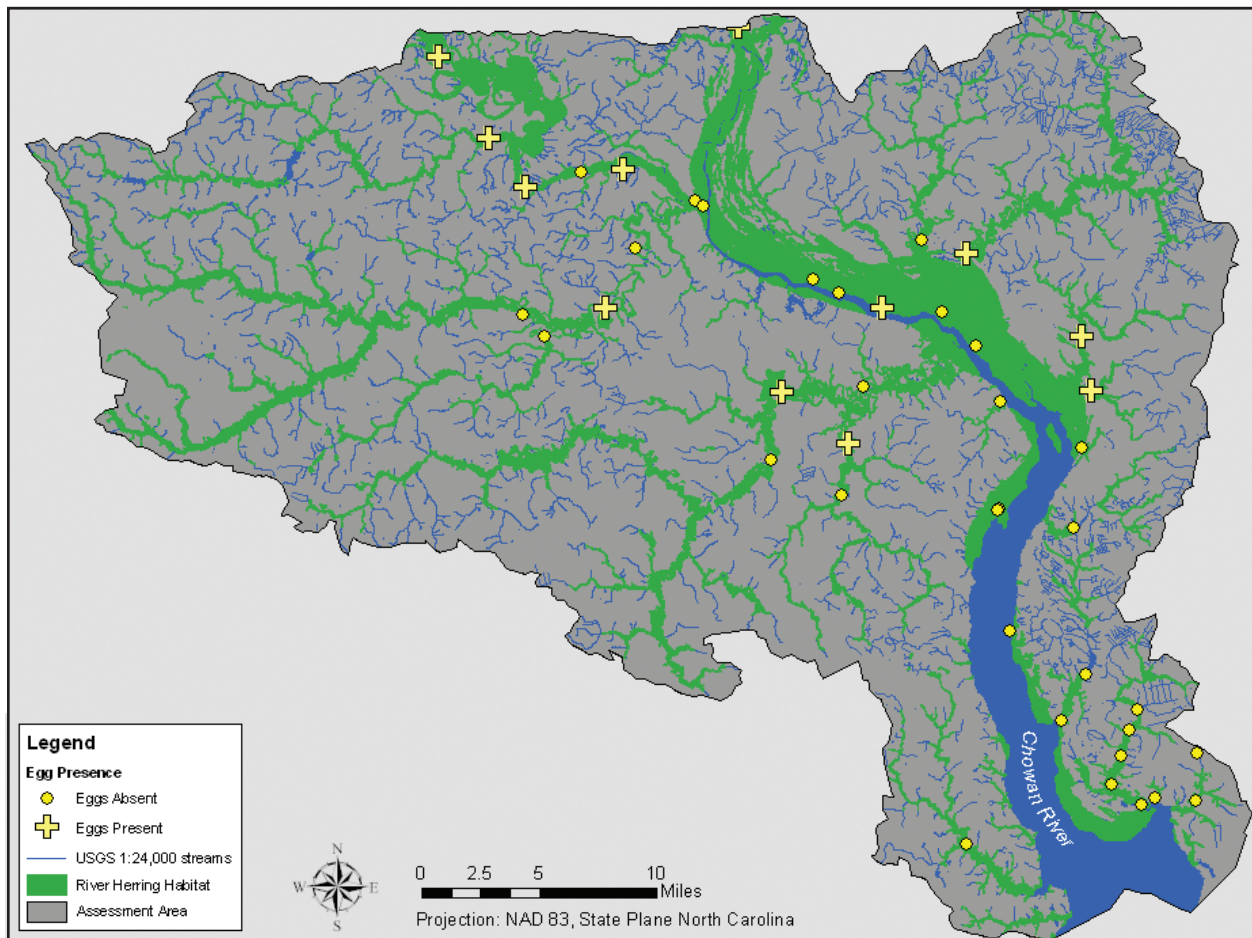 Chowan River
Legend
Egg Presence
Eggs Absent
Eggs Present
USGS 1:24,000 streams
River Herring Habitat
Assessment Area
N
W E
S
0 2.5 5 10
Miles
Projection: NAD 83, State Plane North Carolina